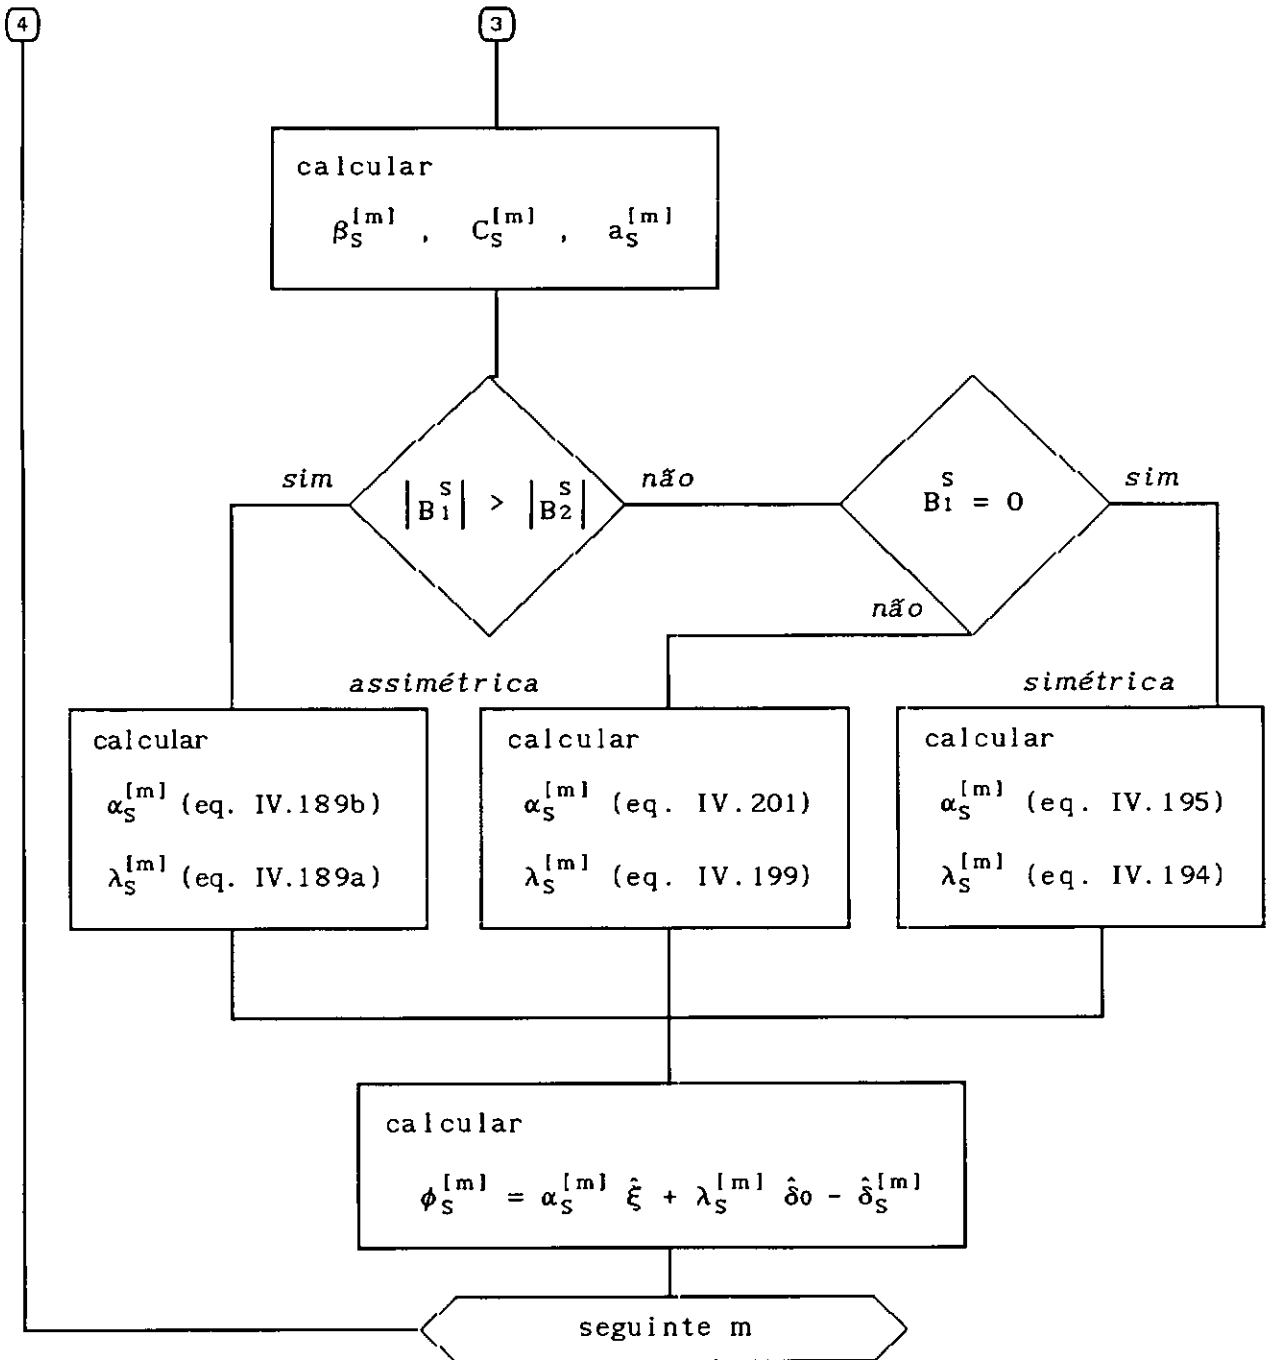 4
3
calcular
β_S^[m] , C_S^[m] , a_S^[m]
sim
|B_1^S| > |B_2^S|
não
B_1^S = 0
sim
não
assimétrica
simétrica
calcular
α_S^[m] (eq. IV.189b)
λ_S^[m] (eq. IV.189a)
calcular
α_S^[m] (eq. IV.201)
λ_S^[m] (eq. IV.199)
calcular
α_S^[m] (eq. IV.195)
λ_S^[m] (eq. IV.194)
calcular
ϕ_S^[m] = α_S^[m] ξ̂ + λ_S^[m] δ̂0 - δ̂_S^[m]
seguinte m